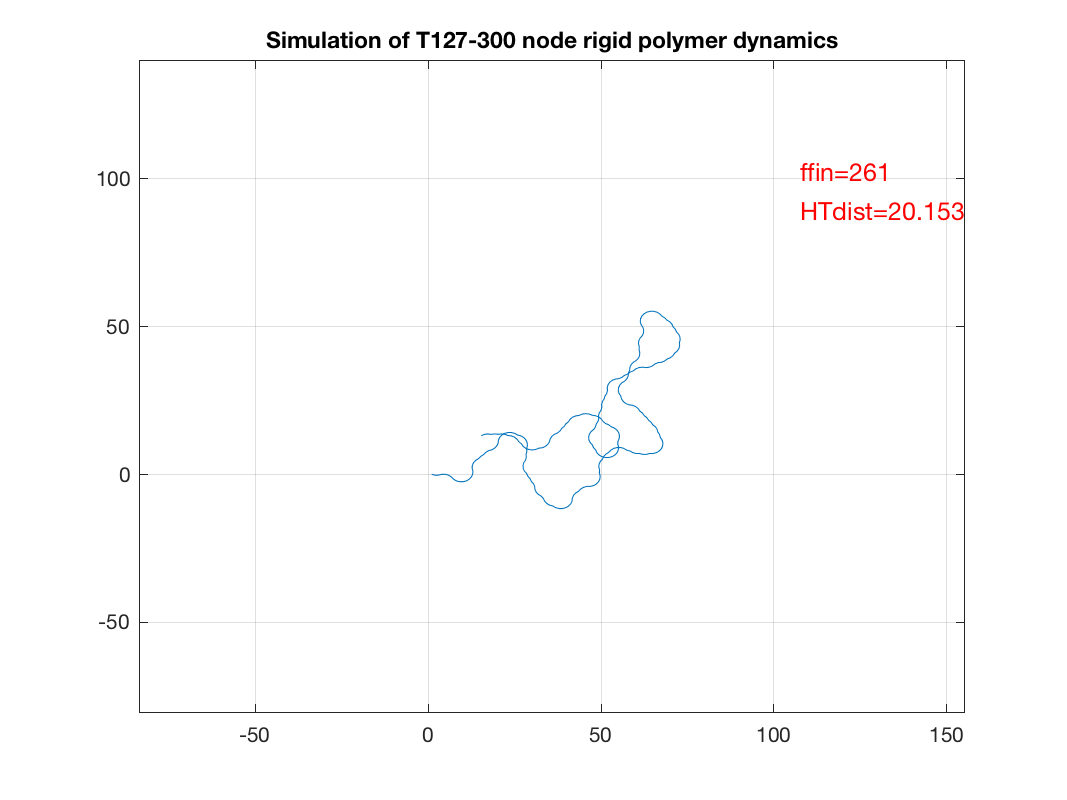 Simulation of T127-300 node rigid polymer dynamics
ffin=261
HTdist=20.153
100
50
0
-50
-50 0 50 100 150